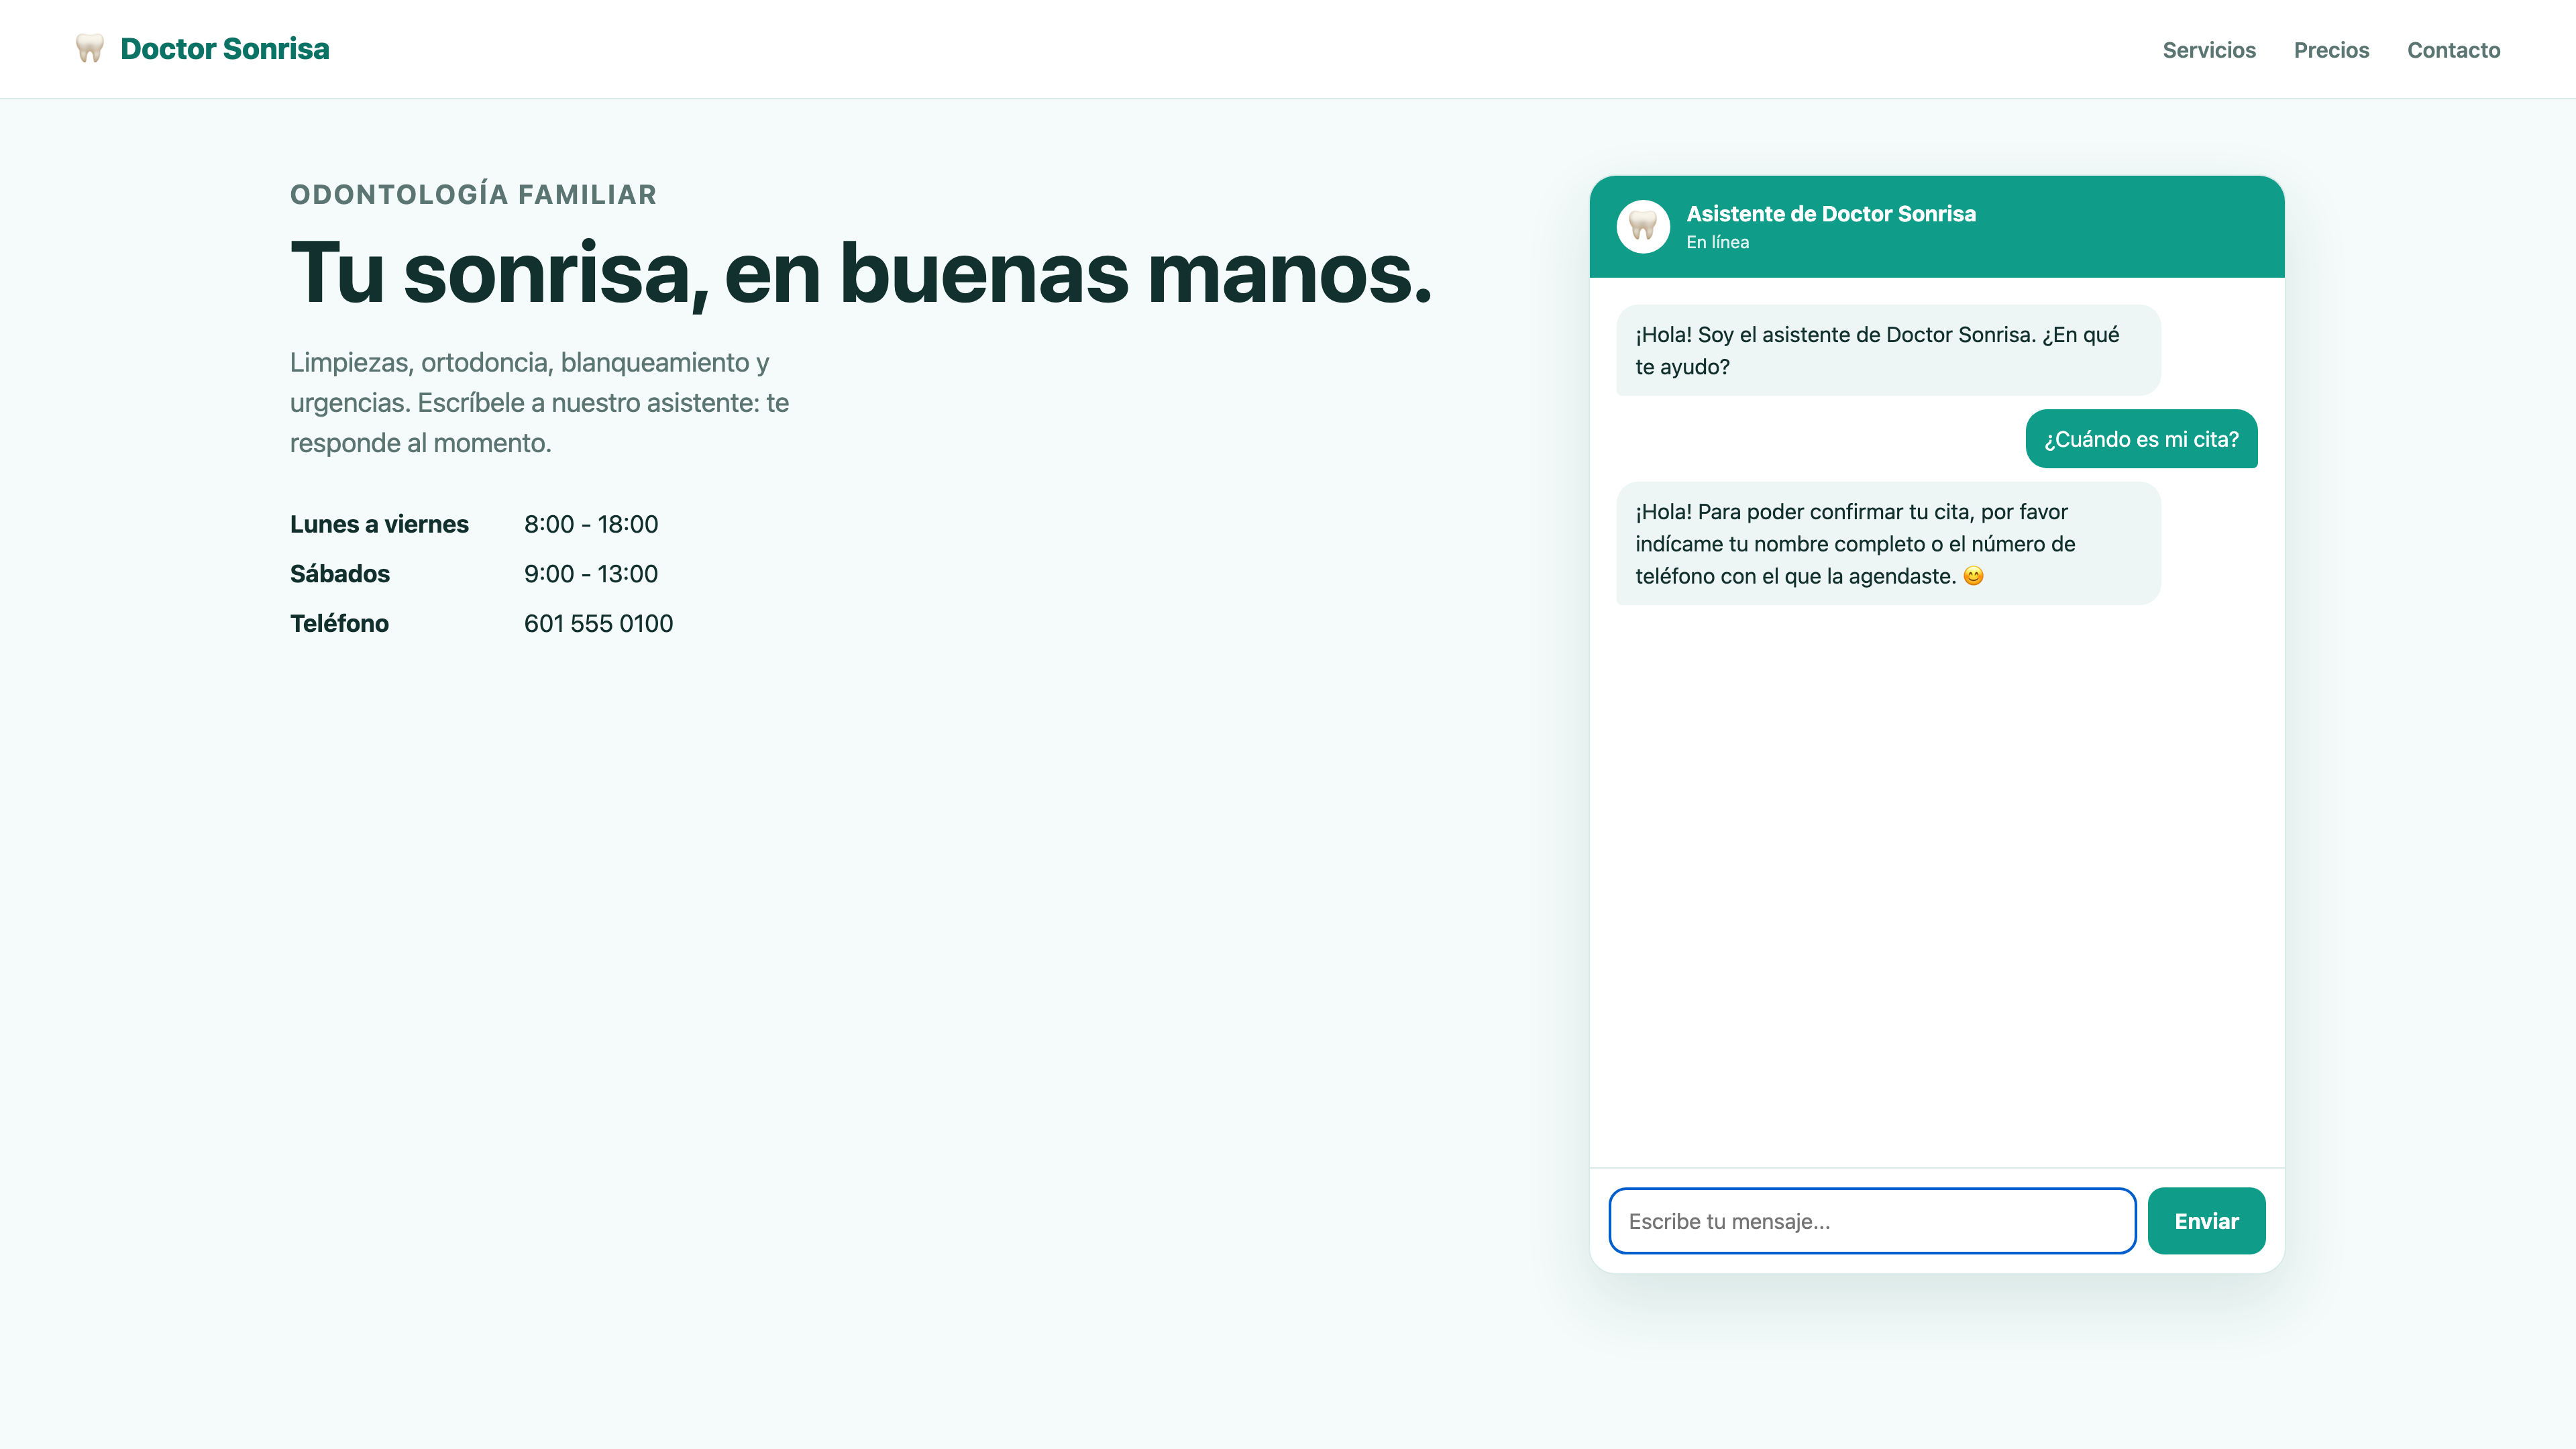 Doctor Sonrisa
Servicios
Precios
Contacto
ODONTOLOGÍA FAMILIAR
Tu sonrisa, en buenas manos.
Limpiezas, ortodoncia, blanqueamiento y
urgencias. Escríbele a nuestro asistente: te
responde al momento.
Lunes a viernes 8:00 - 18:00
Sábados 9:00 - 13:00
Teléfono 601 555 0100
Asistente de Doctor Sonrisa
En línea
¡Hola! Soy el asistente de Doctor Sonrisa. ¿En qué
te ayudo?
¿Cuándo es mi cita?
¡Hola! Para poder confirmar tu cita, por favor
indícame tu nombre completo o el número de
teléfono con el que la agendaste. 😊
Escribe tu mensaje...
Enviar